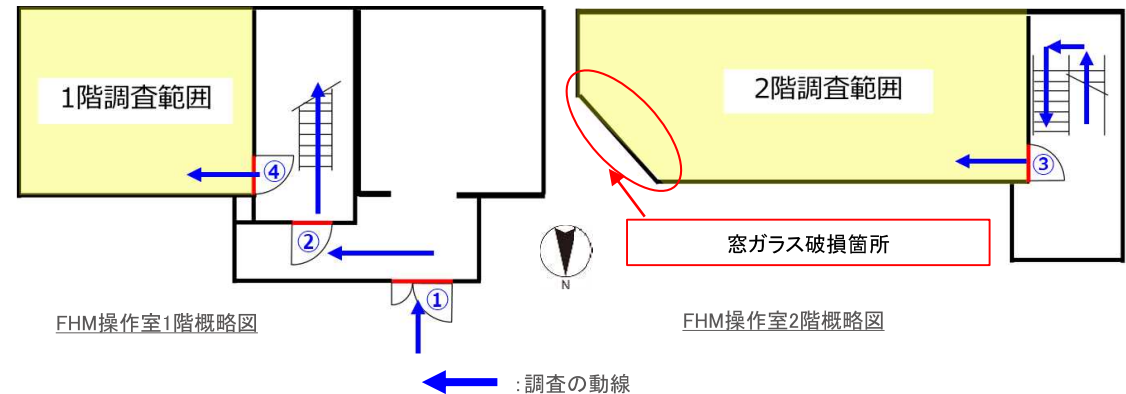 1階調査範囲
④
②
①
FHM操作室1階概略図
N
2階調査範囲
③
窓ガラス破損箇所
FHM操作室2階概略図
:調査の動線